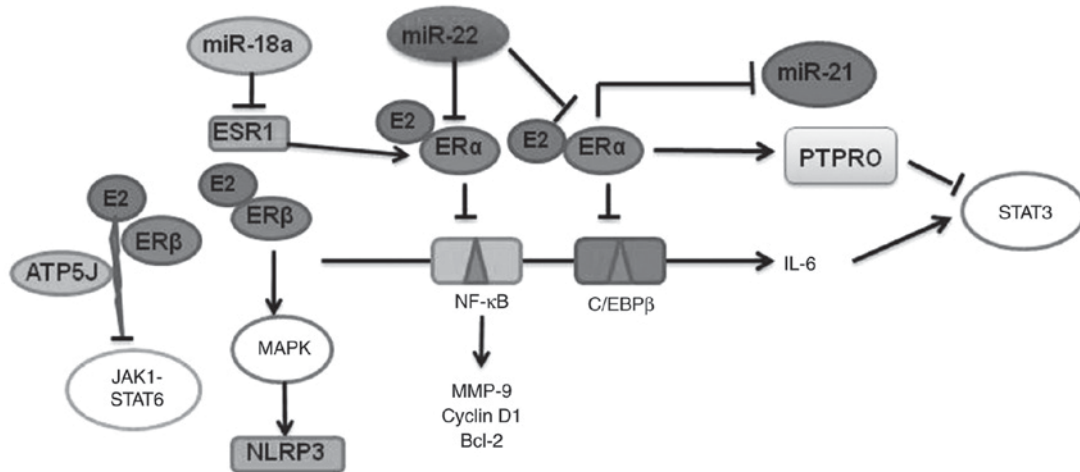 miR-18a
miR-22
miR-21
ESR1
E2
ERα
E2
ERα
PTPRO
STAT3
E2
ERβ
E2
ERβ
ATP5J
NF-κB
C/EBPβ
IL-6
MAPK
JAK1-
STAT6
NLRP3
MMP-9
Cyclin D1
Bcl-2